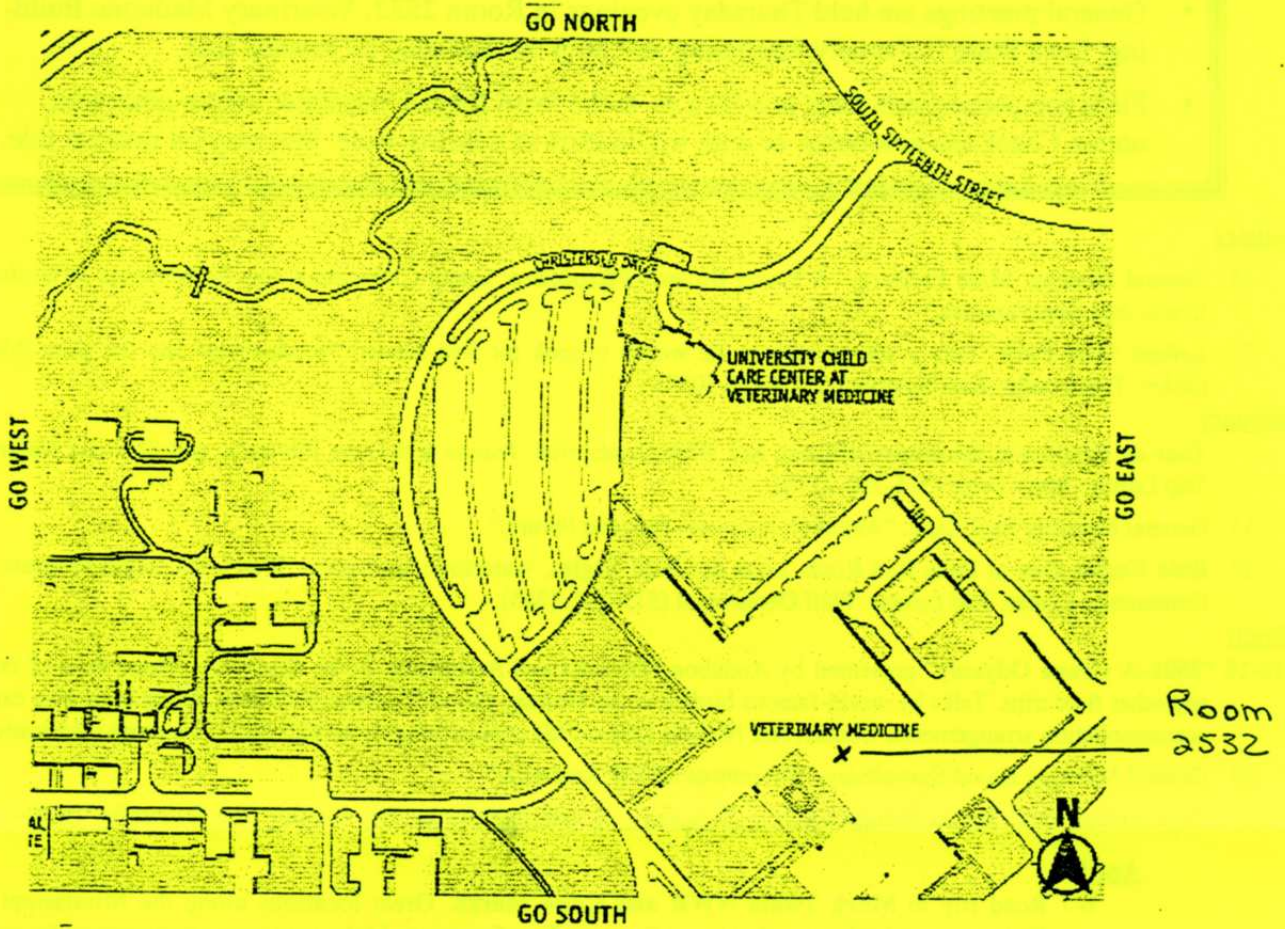 GO NORTH
SOUTH SIXTEENTH STREET
CHRISTENSEN DRIVE
UNIVERSITY CHILD
CARE CENTER AT
VETERINARY MEDICINE
GO WEST
GO EAST
VETERINARY MEDICINE
X
Room
2532
N
GO SOUTH